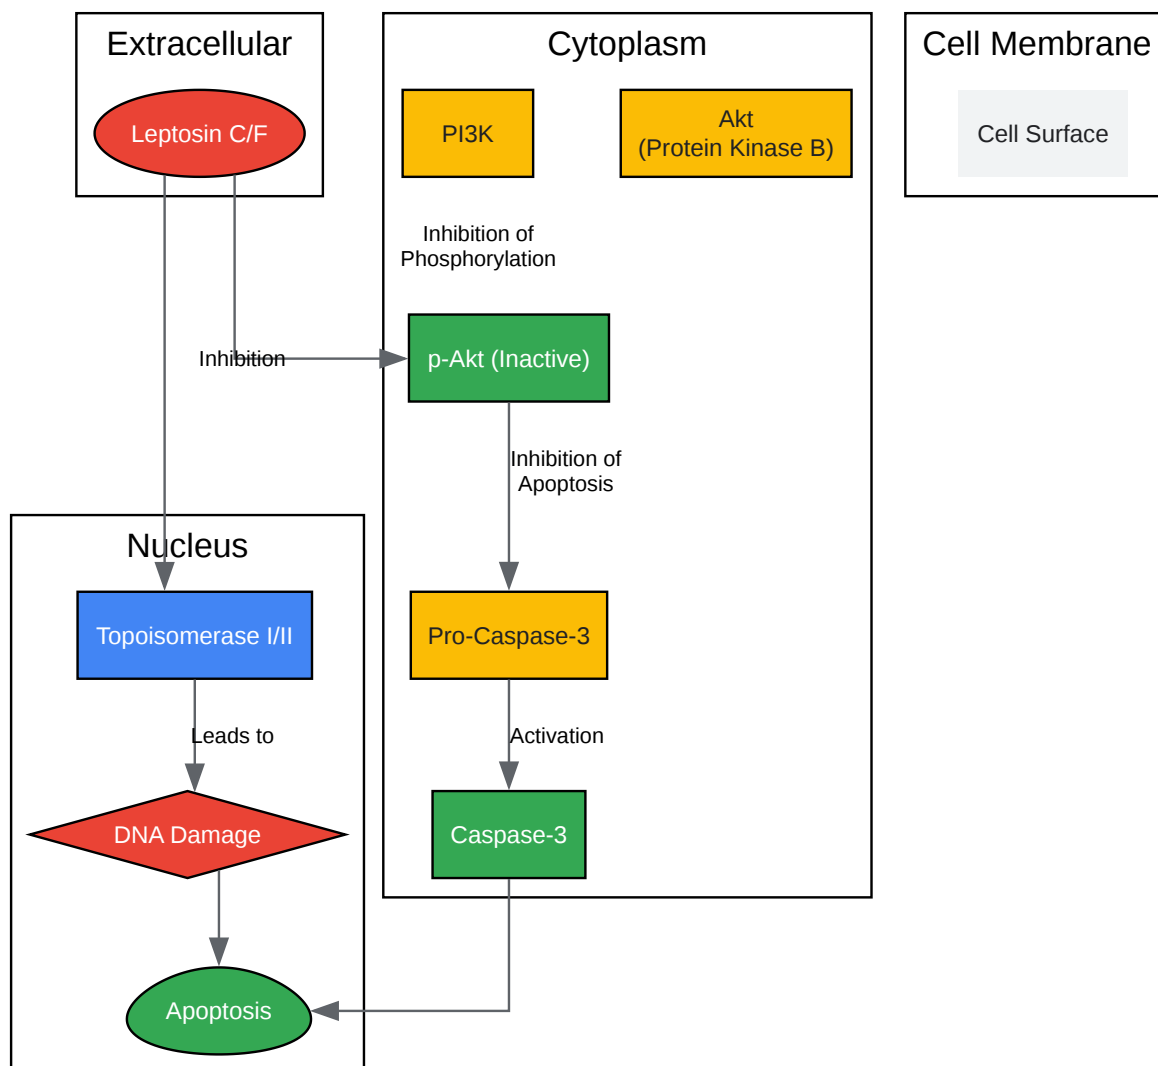 Extracellular
Cytoplasm
Cell Membrane
Leptosin C/F
PI3K
Akt
(Protein Kinase B)
Cell Surface
Inhibition of
Phosphorylation
Inhibition
p-Akt (Inactive)
Inhibition of
Apoptosis
Nucleus
Topoisomerase I/II
Pro-Caspase-3
Leads to
Activation
DNA Damage
Caspase-3
Apoptosis